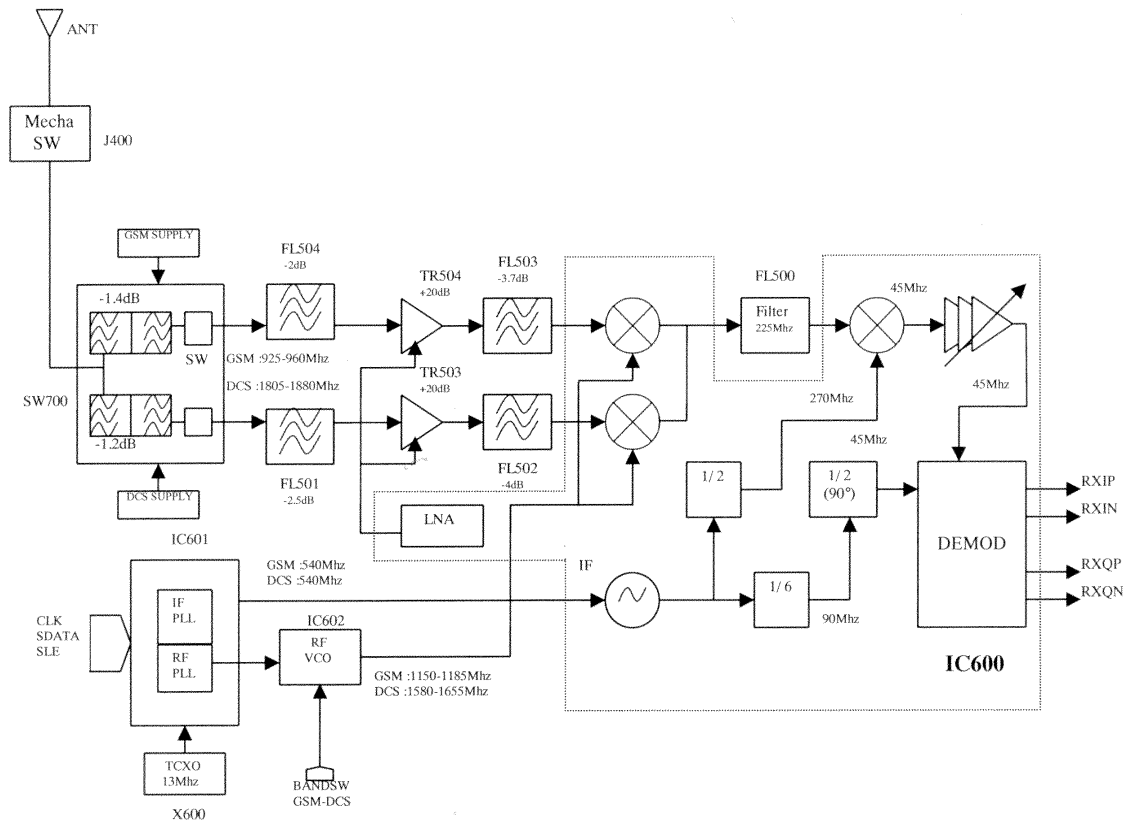 ANT
Mecha
SW
J400
GSM SUPPLY
FL504
-2dB
TR504
+20dB
FL503
-3.7dB
FL500
45Mhz
-1.4dB
Filter
225Mhz
SW
GSM :925-960Mhz
45Mhz
TR503
+20dB
DCS :1805-1880Mhz
270Mhz
SW700
-1.2dB
45Mhz
FL501
-2.5dB
FL502
-4dB
1/2
1/2
(90°)
RXIP
DCS SUPPLY
LNA
RXIN
IC601
DEMOD
GSM :540Mhz
DCS :540Mhz
IF
RXQP
1/6
RXQN
IF
PLL
CLK
SDATA
SLE
IC602
RF
VCO
90Mhz
RF
PLL
GSM :1150-1185Mhz
DCS :1580-1655Mhz
IC600
TCXO
13Mhz
BANDSW
GSM-DCS
X600